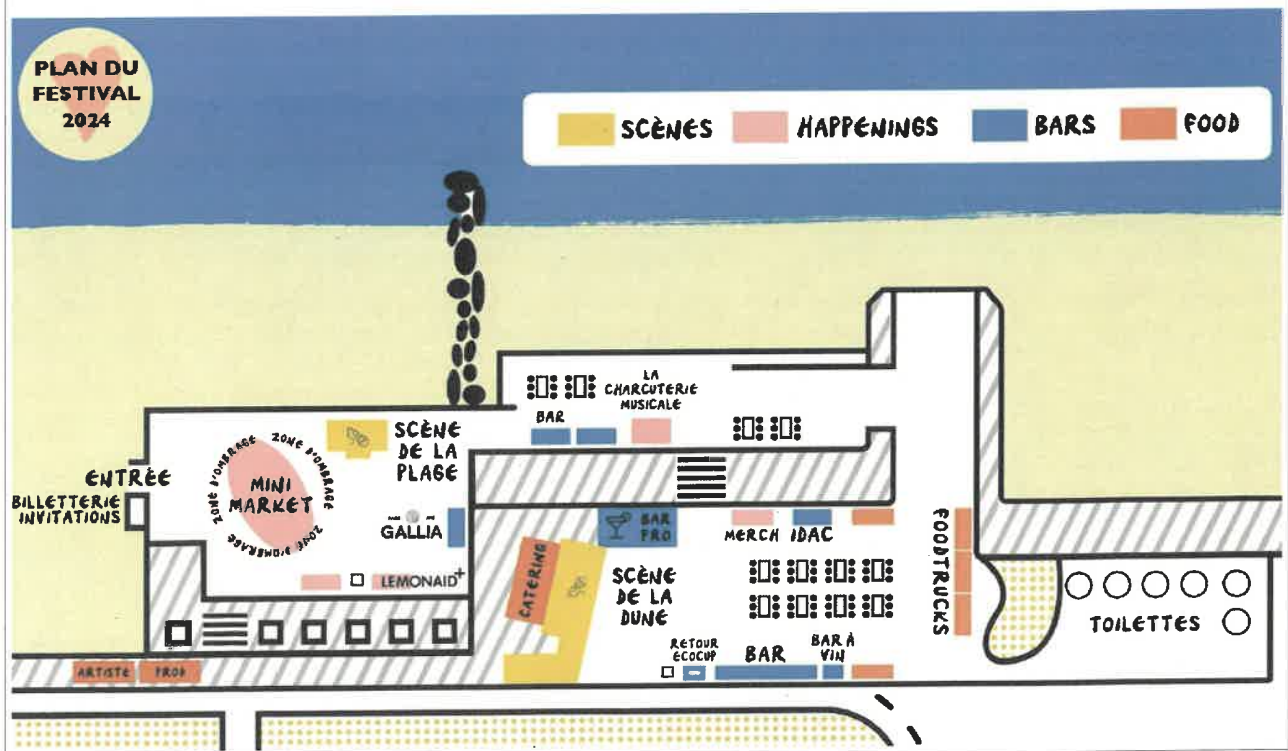 PLAN DU
FESTIVAL
2024
SCÈNES
HAPPENINGS
BARS
FOOD
LA
CHARCUTERIE
MUSICALE
BAR
SCÈNE
DE LA
PLAGE
ZONE D'OMBRAGE ZONE D'OMBRAGE ZONE D'OMBRAGE
MINI
MARKET
ENTRÉE
BILLETTERIE
INVITATIONS
GALLIA
LEMONAID+
BAR
PRO
MERCH
IDAC
FOODTRUCKS
CATERING
SCÈNE
DE LA
DUNE
TOILETTES
RETOUR
ECOCUP
BAR
BAR À
VIN
ARTISTE
PROD